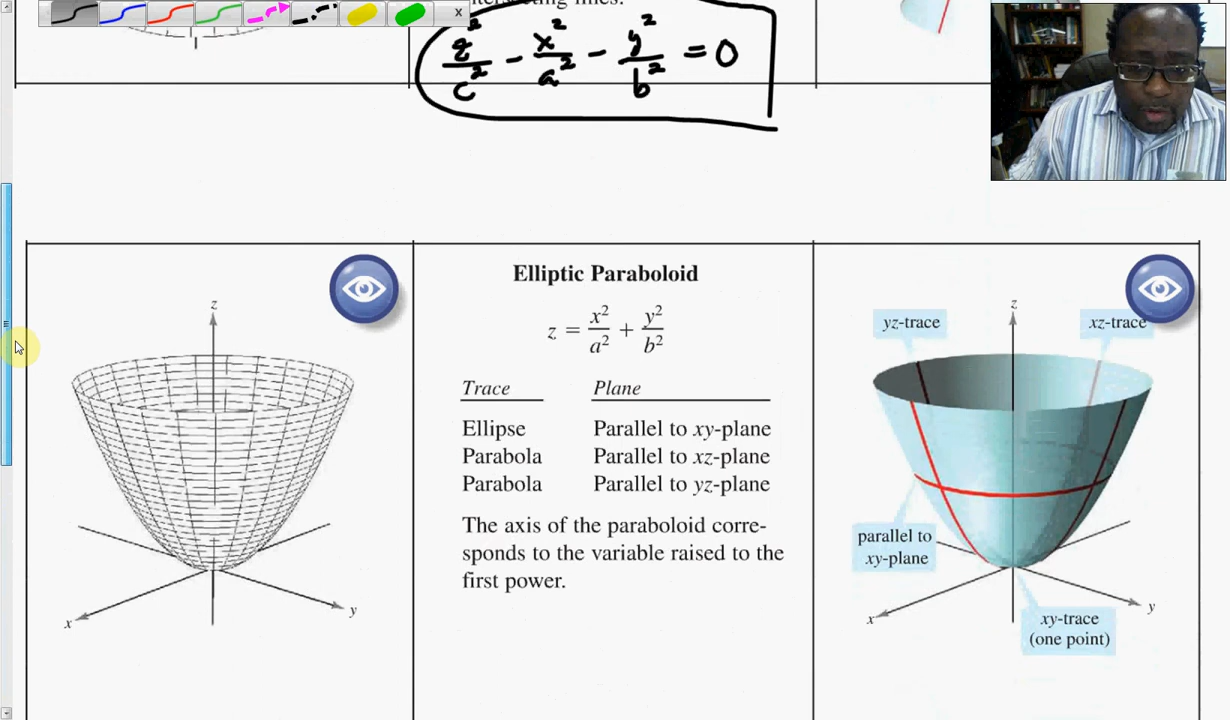 x
ntersecting lines.
z²/c² - x²/a² - y²/b² = 0
Elliptic Paraboloid
z = x²/a² + y²/b²
Trace Plane
Ellipse Parallel to xy-plane
Parabola Parallel to xz-plane
Parabola Parallel to yz-plane
The axis of the paraboloid corre-
sponds to the variable raised to the
first power.
z
x
y
z
yz-trace
xz-trace
parallel to
xy-plane
x
y
xy-trace
(one point)